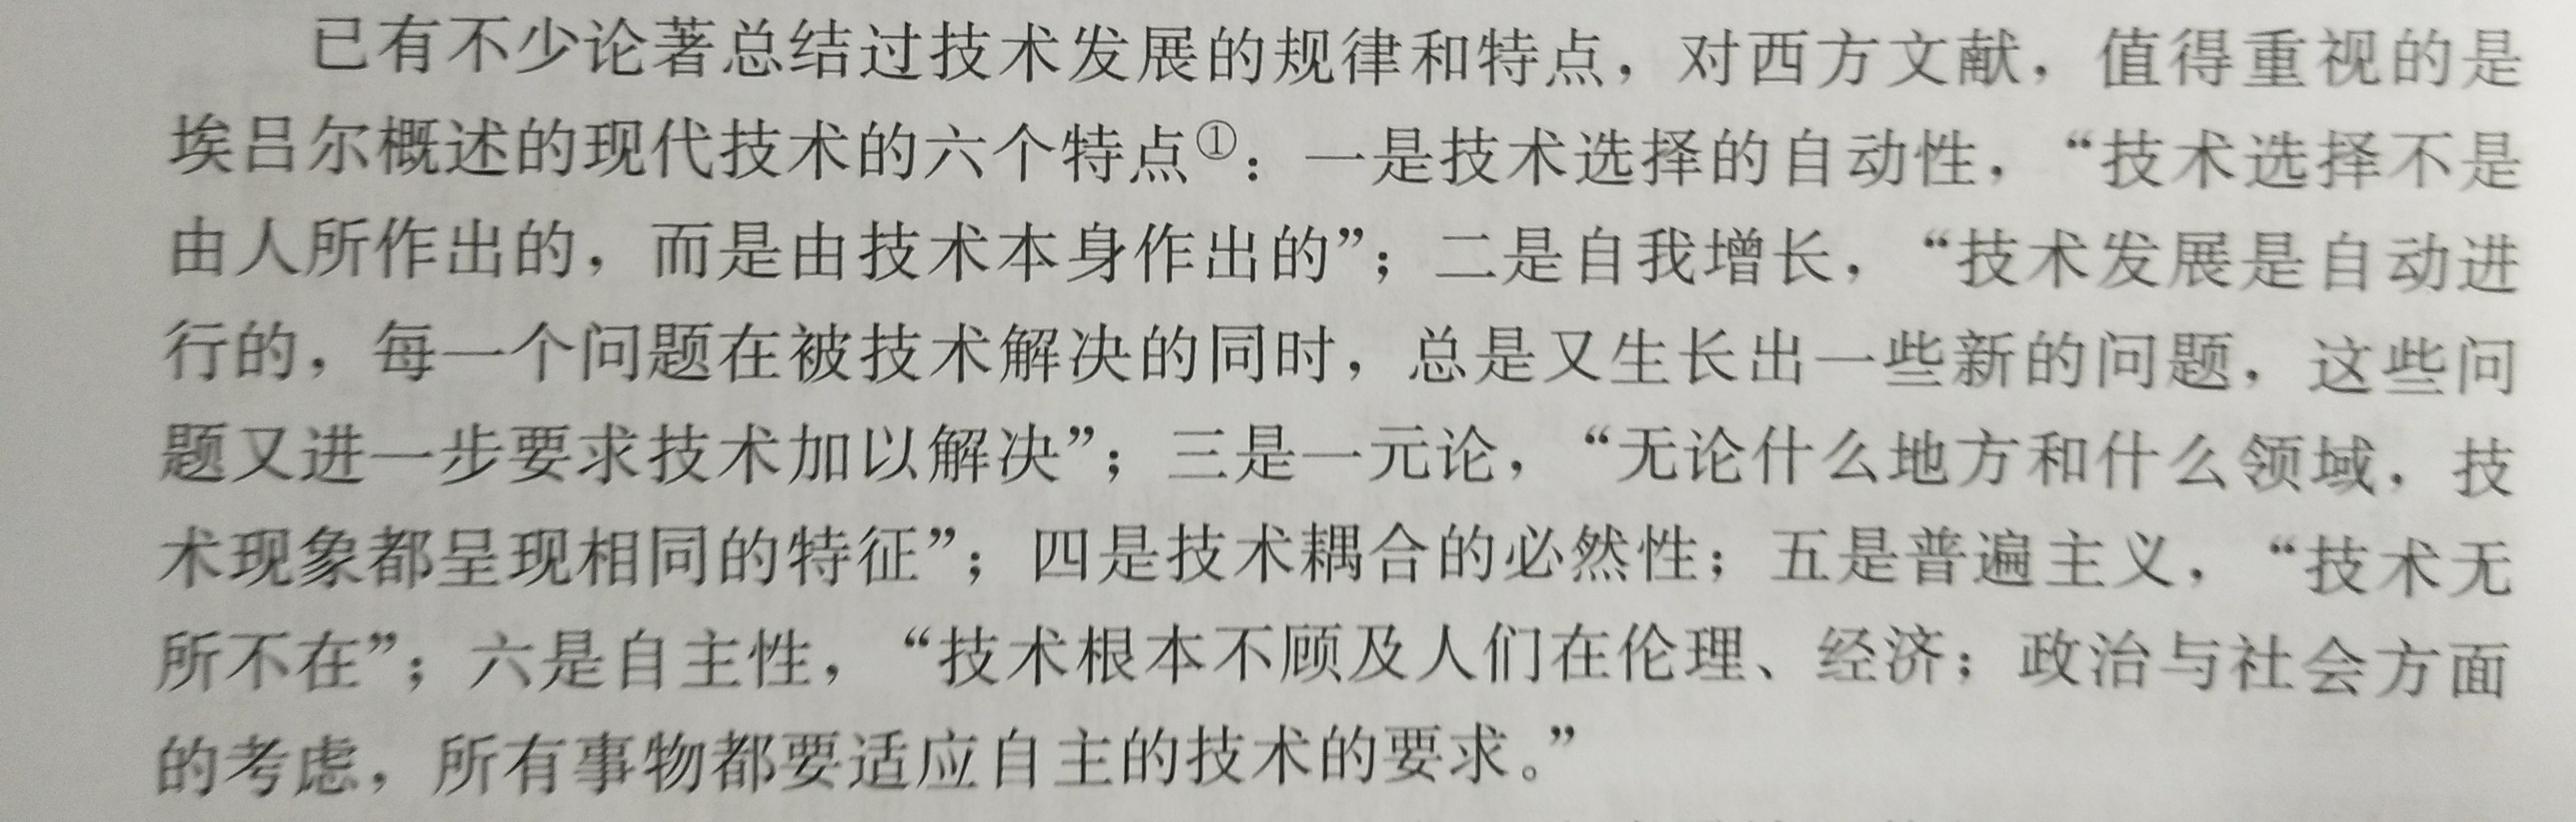 已有不少论著总结过技术发展的规律和特点，对西方文献，值得重视的是
埃吕尔概述的现代技术的六个特点①：一是技术选择的自动性，“技术选择不是
由人所作出的，而是由技术本身作出的”；二是自我增长，“技术发展是自动进
行的，每一个问题在被技术解决的同时，总是又生长出一些新的问题，这些问
题又进一步要求技术加以解决”；三是一元论，“无论什么地方和什么领域，技
术现象都呈现相同的特征”；四是技术耦合的必然性；五是普遍主义，“技术无
所不在”；六是自主性，“技术根本不顾及人们在伦理、经济；政治与社会方面
的考虑，所有事物都要适应自主的技术的要求。”